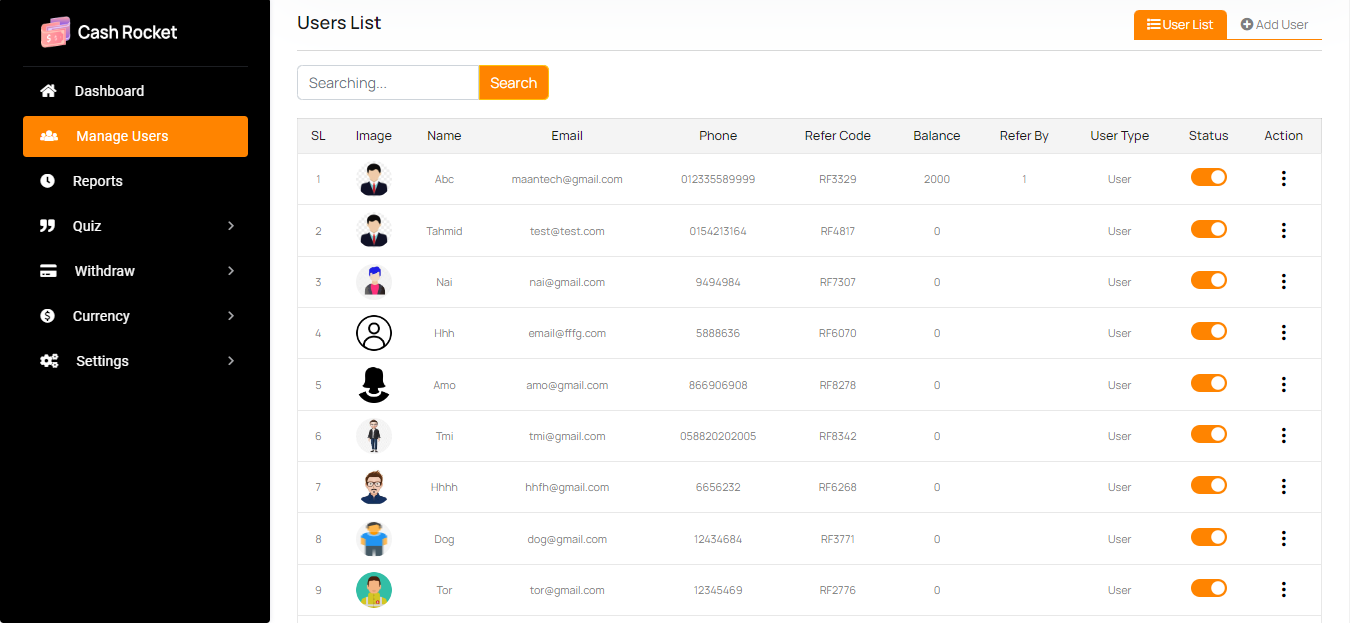 Cash Rocket
Dashboard
Manage Users
Reports
Quiz
Withdraw
Currency
Settings
Users List
User List
Add User
Searching...
Search
SL Image Name Email Phone Refer Code Balance Refer By User Type Status Action
1 Abc maantech@gmail.com 012335589999 RF3329 2000 1 User
2 Tahmid test@test.com 0154213164 RF4817 0 User
3 Nai nai@gmail.com 9494984 RF7307 0 User
4 Hhh email@fffg.com 5888636 RF6070 0 User
5 Amo amo@gmail.com 866906908 RF8278 0 User
6 Tmi tmi@gmail.com 058820202005 RF8342 0 User
7 Hhhh hhfh@gmail.com 6656232 RF6268 0 User
8 Dog dog@gmail.com 12434684 RF3771 0 User
9 Tor tor@gmail.com 12345469 RF2776 0 User